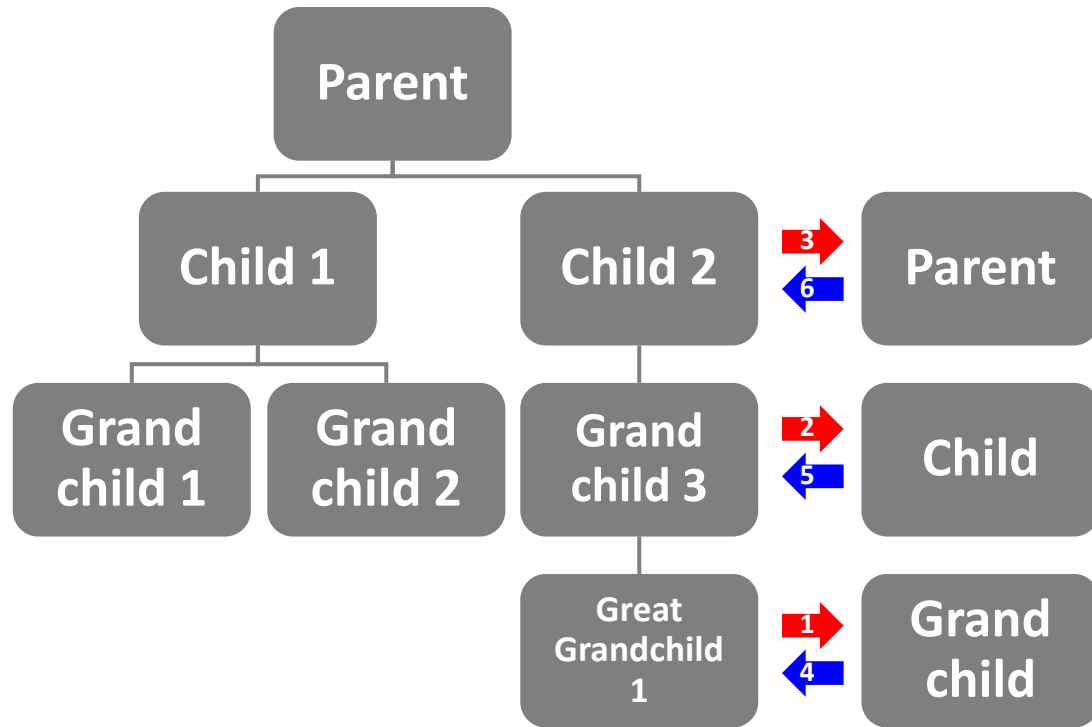 Parent
Child 1
Child 2
3
6
Parent
Grand
child 1
Grand
child 2
Grand
child 3
2
5
Child
Great
Grandchild
1
1
4
Grand
child